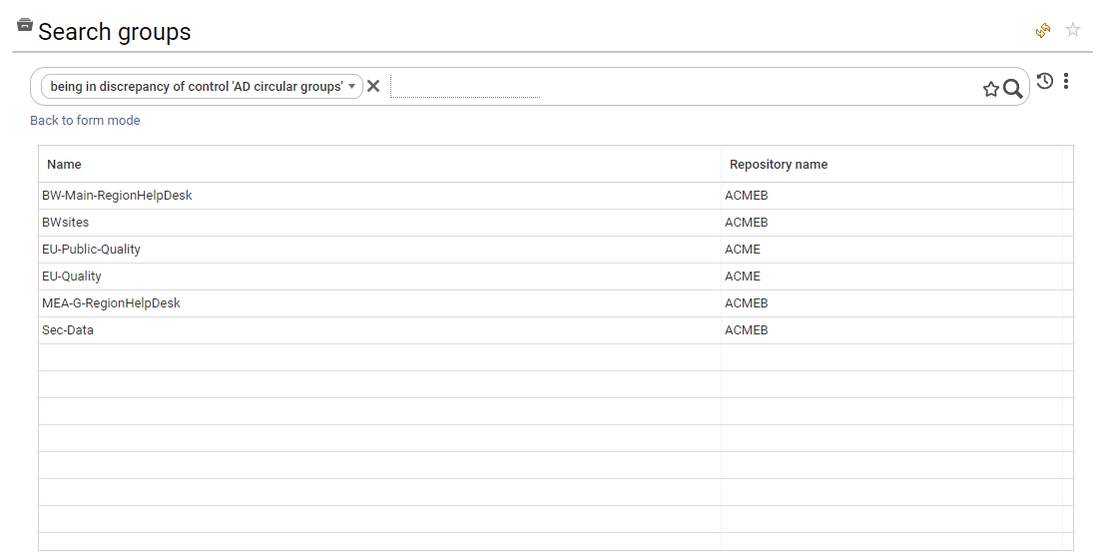 Search groups
being in discrepancy of control 'AD circular groups'
Back to form mode
Name Repository name
BW-Main-RegionHelpDesk ACMEB
BWsites ACMEB
EU-Public-Quality ACME
EU-Quality ACME
MEA-G-RegionHelpDesk ACMEB
Sec-Data ACMEB